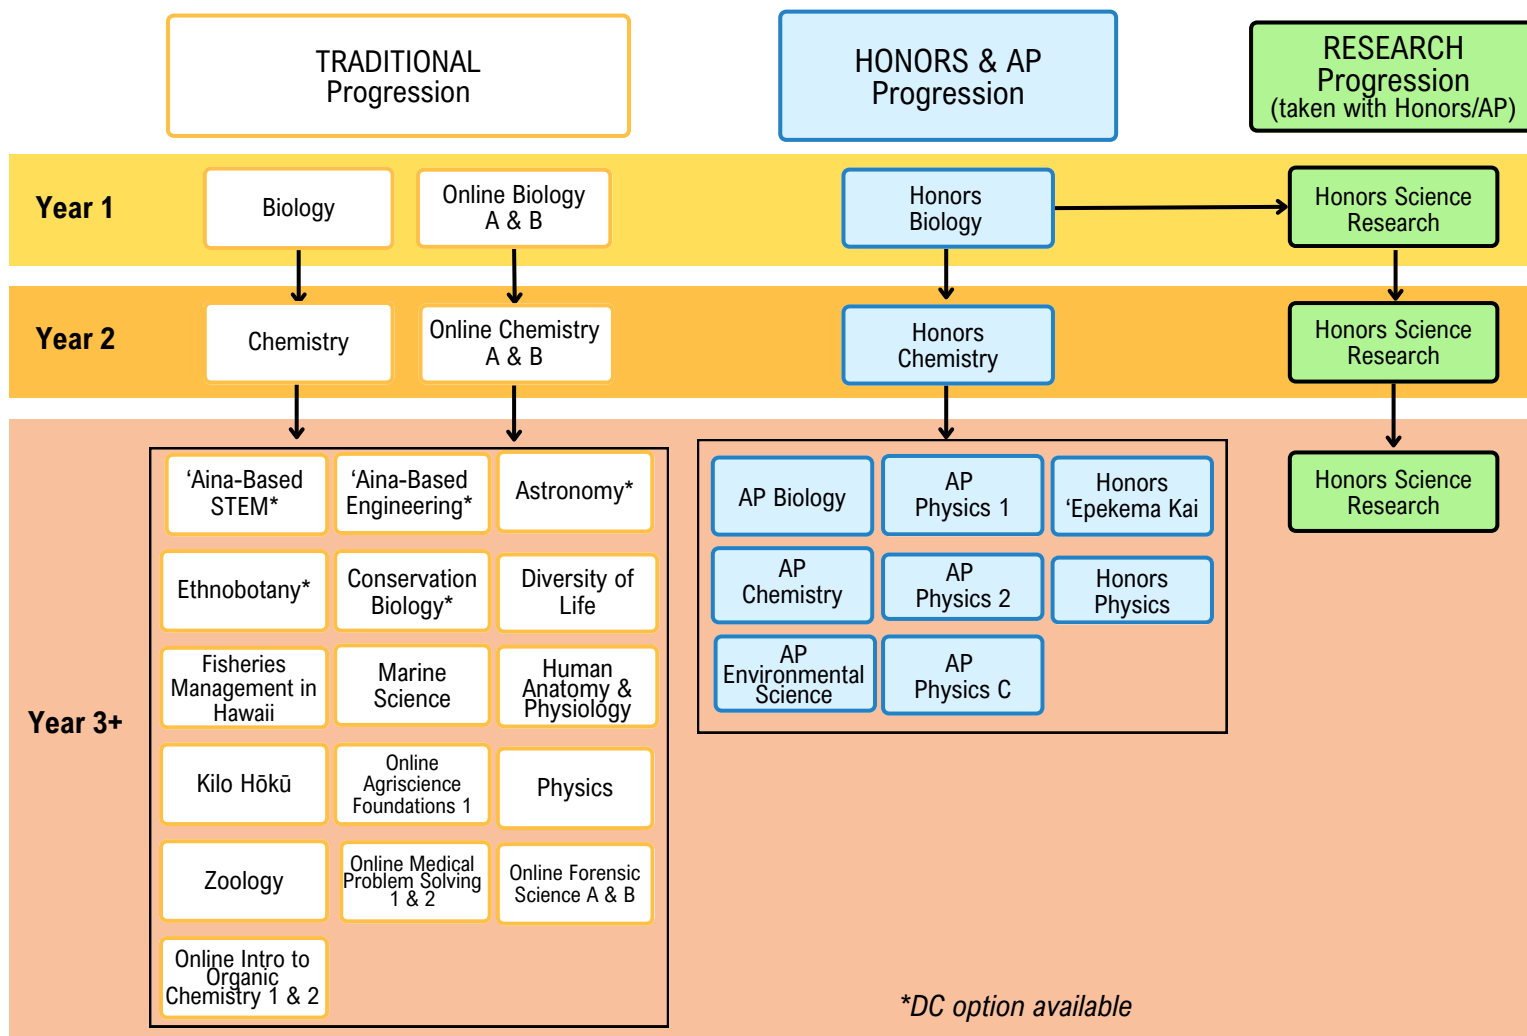 TRADITIONAL
Progression
HONORS & AP
Progression
RESEARCH
Progression
(taken with Honors/AP)
Year 1
Biology
Online Biology
A & B
Honors
Biology
Honors Science
Research
Year 2
Chemistry
Online Chemistry
A & B
Honors
Chemistry
Honors Science
Research
Year 3+
‘Aina-Based
STEM*
‘Aina-Based
Engineering*
Astronomy*
Ethnobotany*
Conservation
Biology*
Diversity of
Life
Fisheries
Management in
Hawaii
Marine
Science
Human
Anatomy &
Physiology
Kilo Hōkū
Online
Agriscience
Foundations 1
Physics
Zoology
Online Medical
Problem Solving
1 & 2
Online Forensic
Science A & B
Online Intro to
Organic
Chemistry 1 & 2
AP Biology
AP
Physics 1
Honors
‘Epekema Kai
AP
Chemistry
AP
Physics 2
Honors
Physics
AP
Environmental
Science
AP
Physics C
Honors Science
Research
*DC option available